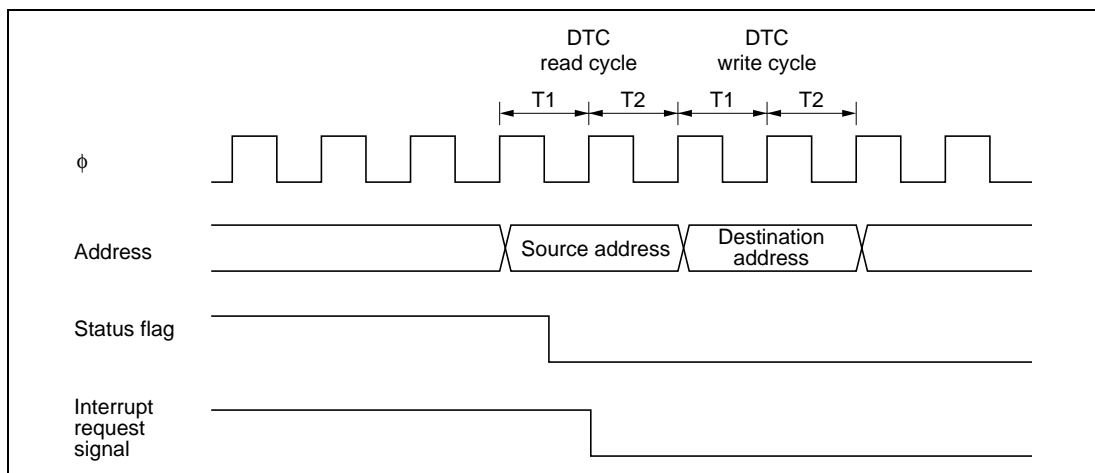 DTC
read cycle
DTC
write cycle
T1
T2
T1
T2
ϕ
Address
Source address
Destination
address
Status flag
Interrupt
request
signal